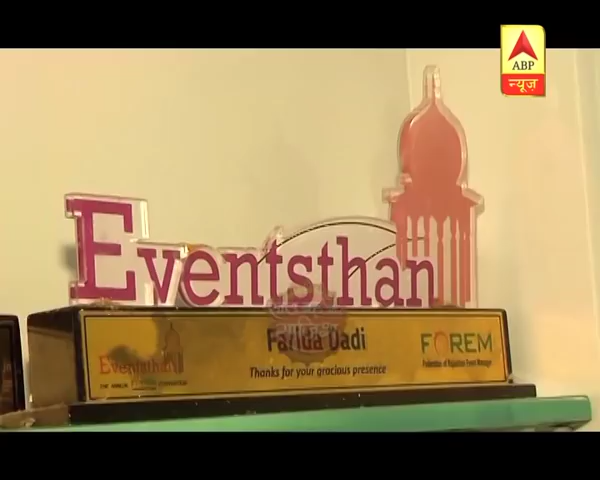 ABP
न्यूज़
Eventsthan
Farida Dadi
Thanks for your gracious presence
Eventsthan
FOREM
Federation of Rajasthan Event Managers